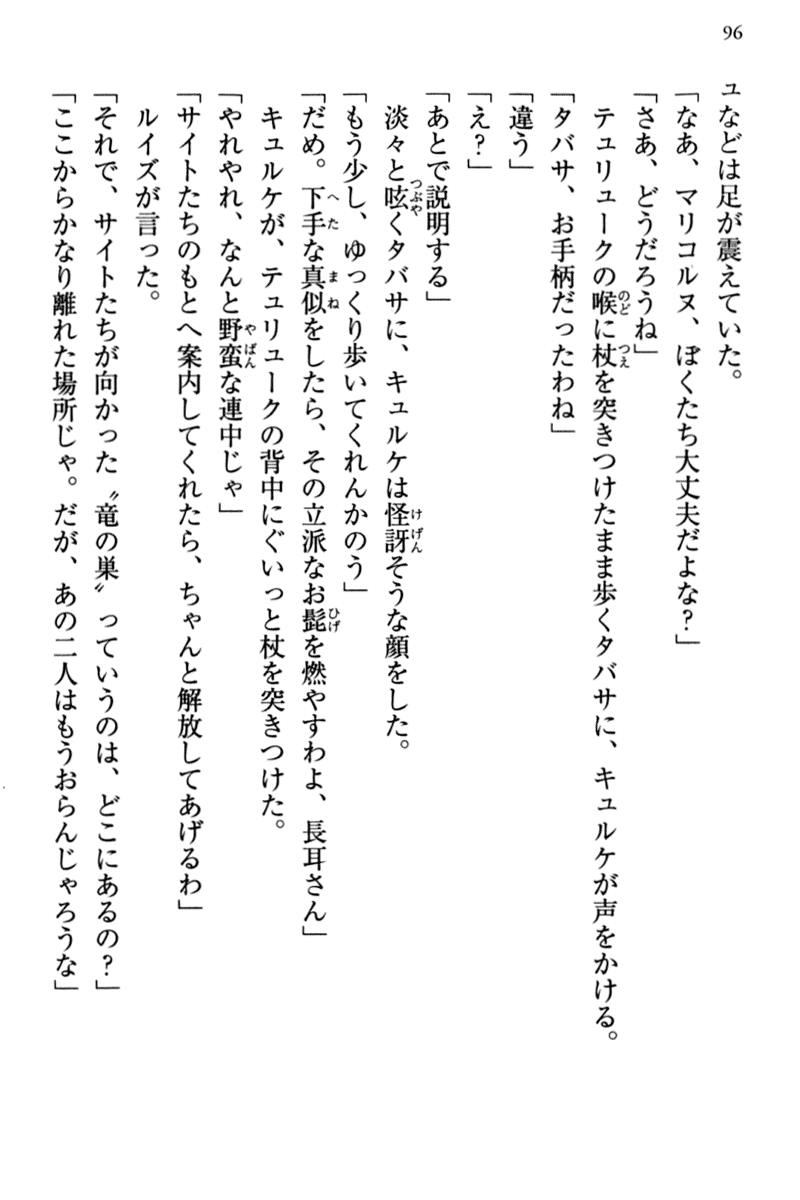 96
ュなどは足が震えていた。
「なあ、マリコルヌ、ぼくたち大丈夫だよな？」
「さあ、どうだろうね」
テュリュークの喉に杖を突きつけたまま歩くタバサに、キュルケが声をかける。
「タバサ、お手柄だったわね」
「違う」
「え？」
「あとで説明する」
淡々と呟くタバサに、キュルケは怪訝そうな顔をした。
「もう少し、ゆっくり歩いてくれんかのう」
「だめ。下手な真似をしたら、その立派なお髭を燃やすわよ、長耳さん」
キュルケが、テュリュークの背中にぐいっと杖を突きつけた。
「やれやれ、なんと野蛮な連中じゃ」
「サイトたちのもとへ案内してくれたら、ちゃんと解放してあげるわ」
ルイズが言った。
「それで、サイトたちが向かった〝竜の巣〟っていうのは、どこにあるの？」
「ここからかなり離れた場所じゃ。だが、あの二人はもうおらんじゃろうな」